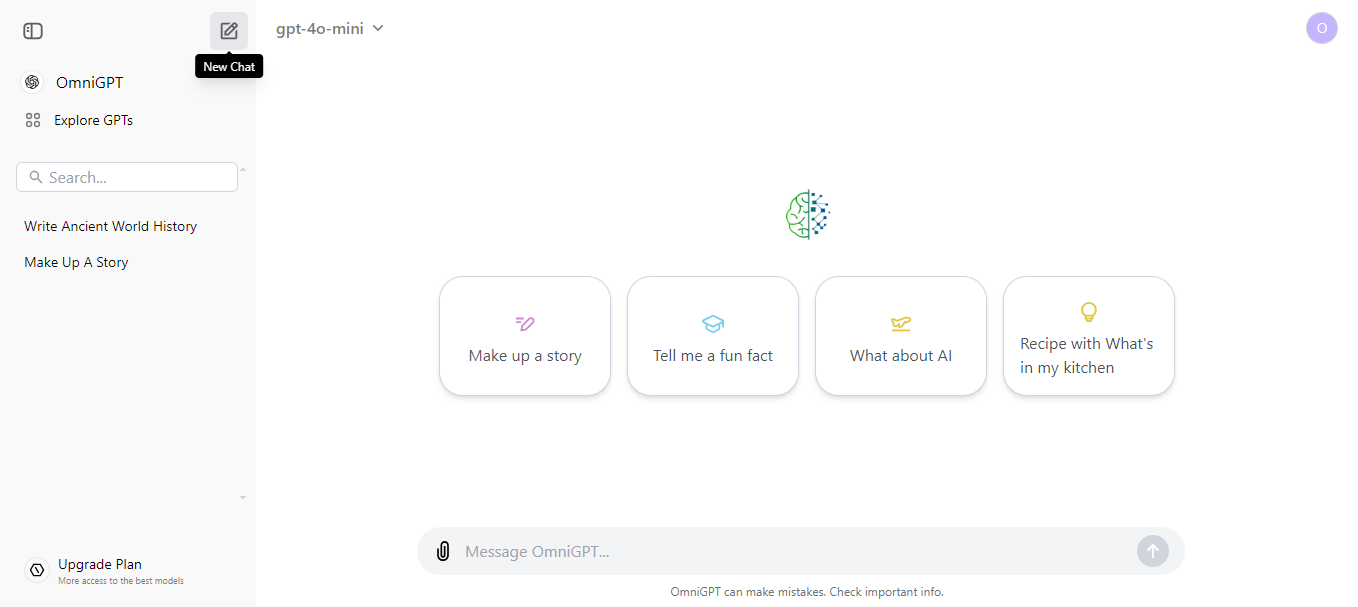 gpt-4o-mini
O
New Chat
OmniGPT
Explore GPTs
Search...
Write Ancient World History
Make Up A Story
Make up a story
Tell me a fun fact
What about AI
Recipe with What's
in my kitchen
Message OmniGPT...
OmniGPT can make mistakes. Check important info.
Upgrade Plan
More access to the best models